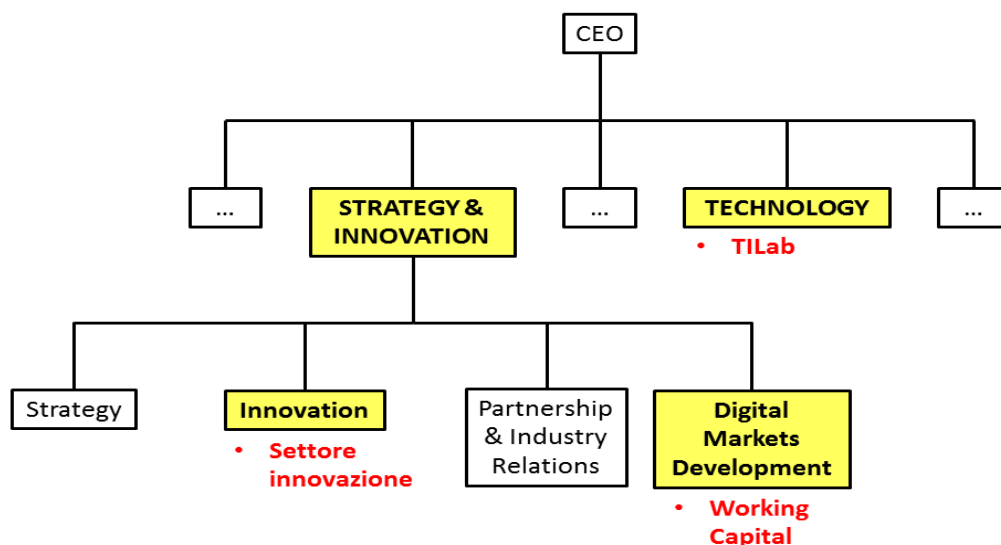 CEO
...
STRATEGY &
INNOVATION
...
TECHNOLOGY
...
• TILab
Strategy
Innovation
• Settore
innovazione
Partnership
& Industry
Relations
Digital
Markets
Development
• Working
Capital